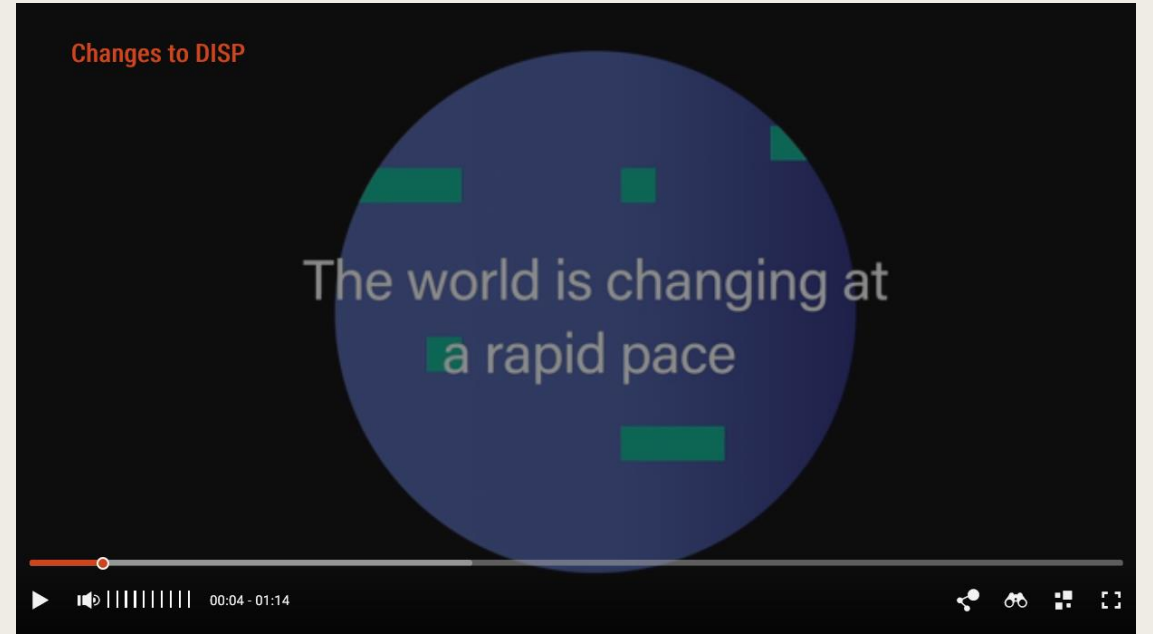 Changes to DISP
The world is changing at
a rapid pace
00:04 - 01:14